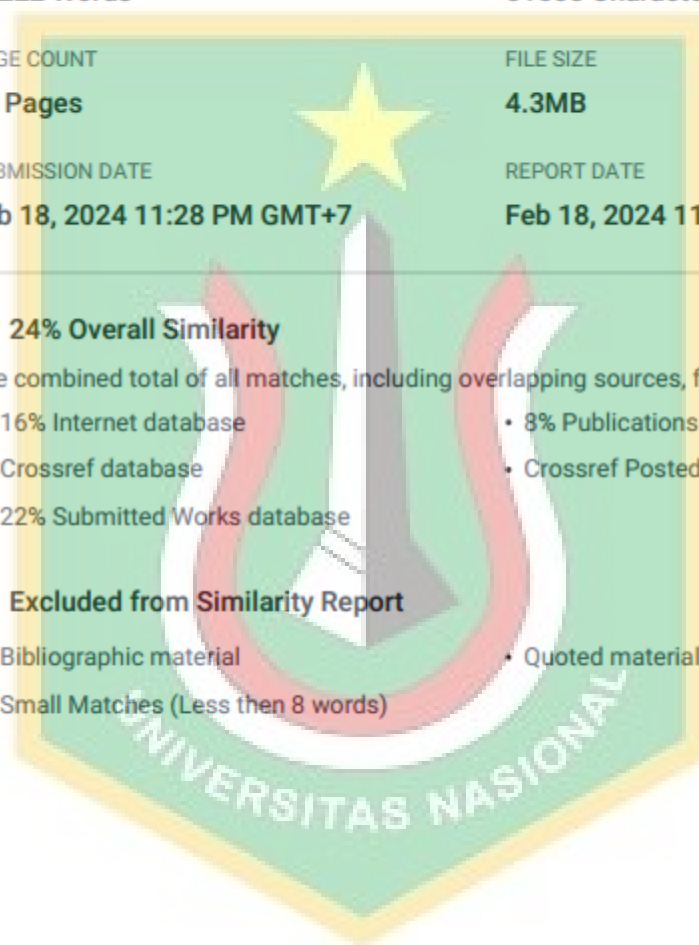 GE COUNT FILE SIZE
Pages 4.3MB
MISSION DATE REPORT DATE
18, 2024 11:28 PM GMT+7 Feb 18, 2024 11
24% Overall Similarity
combined total of all matches, including overlapping sources, f
16% Internet database • 8% Publications
Crossref database • Crossref Posted
22% Submitted Works database
Excluded from Similarity Report
Bibliographic material • Quoted material
Small Matches (Less then 8 words)
UNIVERSITAS NASIONAL